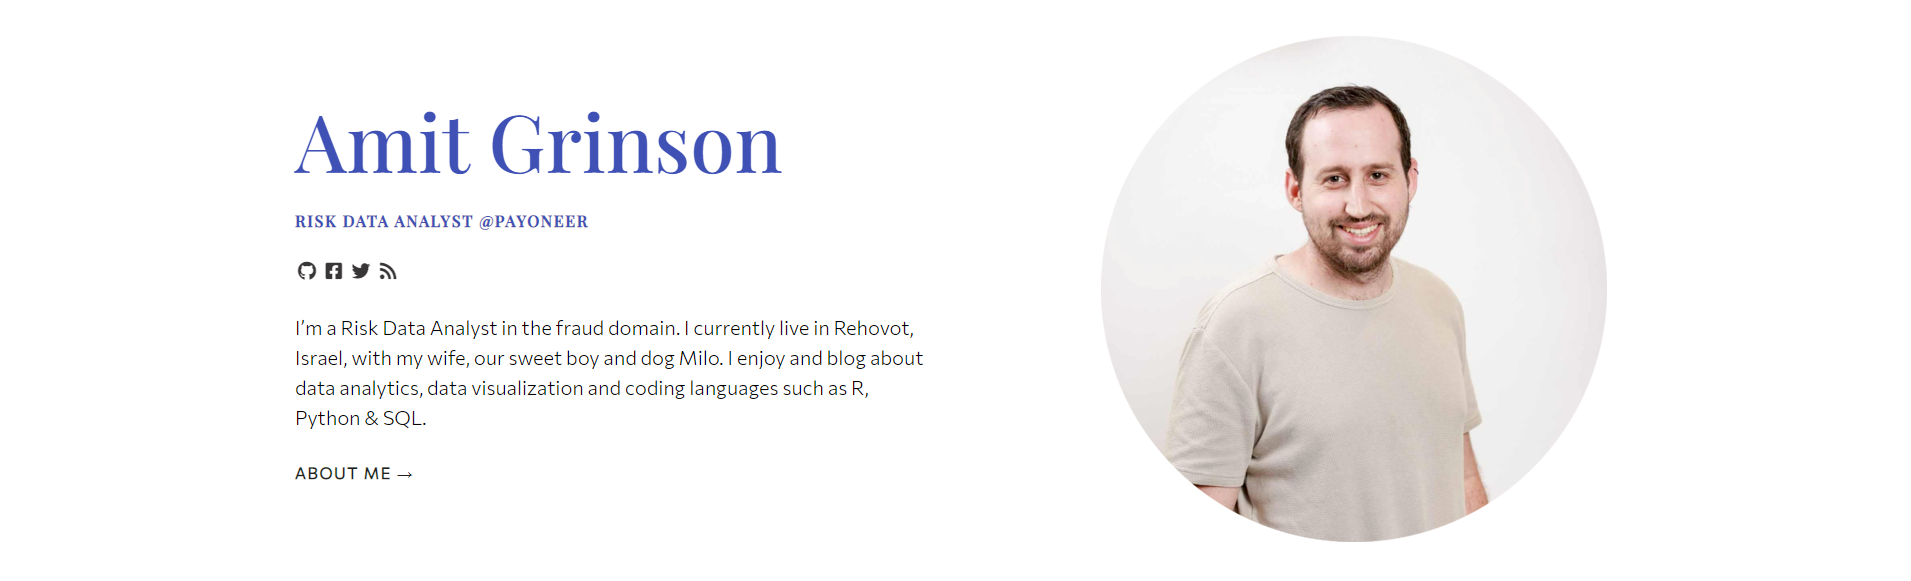 Amit Grinson
RISK DATA ANALYST @PAYONEER
I’m a Risk Data Analyst in the fraud domain. I currently live in Rehovot,
Israel, with my wife, our sweet boy and dog Milo. I enjoy and blog about
data analytics, data visualization and coding languages such as R,
Python & SQL.
ABOUT ME →